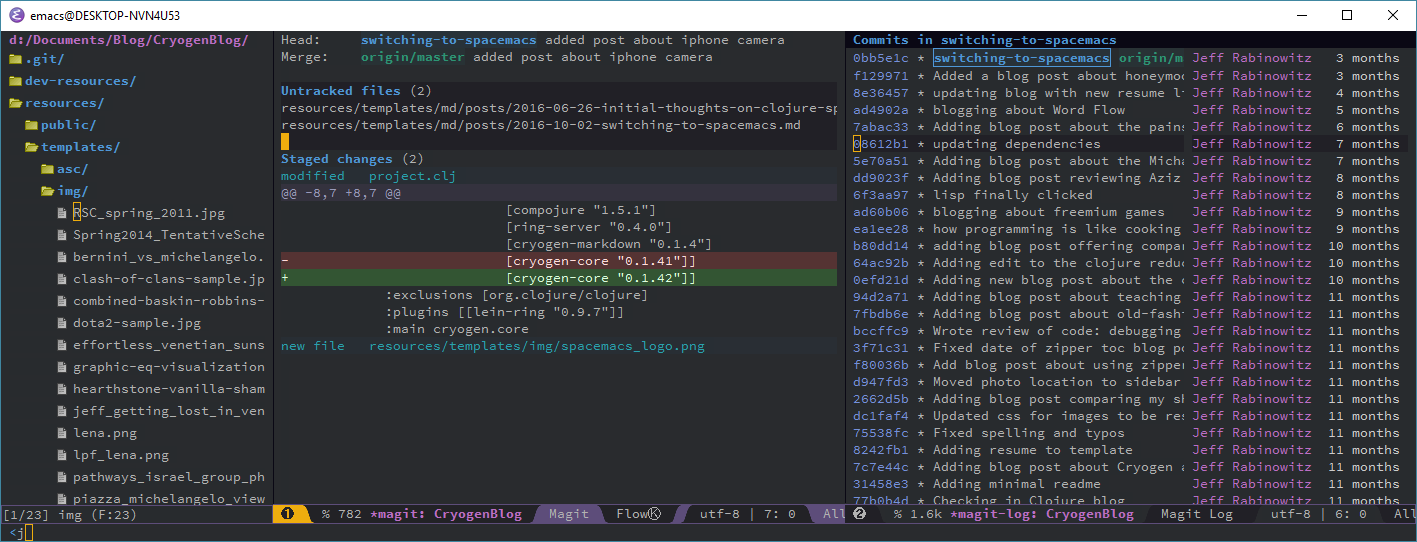 emacs@DESKTOP-NVN4U53
d:/Documents/Blog/CryogenBlog/
.git/
dev-resources/
resources/
public/
templates/
asc/
img/
RSC_spring_2011.jpg
Spring2014_TentativeSche
bernini_vs_michelangelo.
clash-of-clans-sample.jp
combined-baskin-robbins-
dota2-sample.jpg
effortless_venetian_suns
graphic-eq-visualization
hearthstone-vanilla-sham
jeff_getting_lost_in_ven
lena.png
lpf_lena.png
pathways_israel_group_ph
piazza_michelangelo_view
[1/23] img (F:23)
Head: switching-to-spacemacs added post about iphone camera
Merge: origin/master added post about iphone camera
Untracked files (2)
resources/templates/md/posts/2016-06-26-initial-thoughts-on-clojure-sp
resources/templates/md/posts/2016-10-02-switching-to-spacemacs.md
Staged changes (2)
modified project.clj
@@ -8,7 +8,7 @@
[compojure "1.5.1"]
[ring-server "0.4.0"]
[cryogen-markdown "0.1.4"]
- [cryogen-core "0.1.41"]]
+ [cryogen-core "0.1.42"]]
:exclusions [org.clojure/clojure]
:plugins [[lein-ring "0.9.7"]]
:main cryogen.core
new file resources/templates/img/spacemacs_logo.png
❶ % 782 *magit: CryogenBlog Magit FlowⓀ utf-8 | 7: 0 All
Commits in switching-to-spacemacs
0bb5e1c * switching-to-spacemacs origin/m Jeff Rabinowitz 3 months
f129971 * Added a blog post about honeymoo Jeff Rabinowitz 3 months
8e36457 * updating blog with new resume li Jeff Rabinowitz 4 months
ad4902a * blogging about Word Flow Jeff Rabinowitz 5 months
7abac33 * Adding blog post about the pains Jeff Rabinowitz 6 months
08612b1 * updating dependencies Jeff Rabinowitz 7 months
5e70a51 * Adding blog post about the Micha Jeff Rabinowitz 7 months
dd9023f * Adding blog post reviewing Aziz Jeff Rabinowitz 8 months
6f3aa97 * lisp finally clicked Jeff Rabinowitz 8 months
ad60b06 * blogging about freemium games Jeff Rabinowitz 9 months
ea1ee28 * how programming is like cooking Jeff Rabinowitz 9 months
b80dd14 * adding blog post offering compar Jeff Rabinowitz 10 months
64ac92b * Adding edit to the clojure reduc Jeff Rabinowitz 10 months
0efd21d * Adding new blog post about the c Jeff Rabinowitz 10 months
94d2a71 * Adding blog post about teaching Jeff Rabinowitz 11 months
7fbdb6e * Adding blog post about old-fasht Jeff Rabinowitz 11 months
bccffc9 * Wrote review of code: debugging Jeff Rabinowitz 11 months
3f71c31 * Fixed date of zipper toc blog po Jeff Rabinowitz 11 months
f80036b * Add blog post about using zipper Jeff Rabinowitz 11 months
d947fd3 * Moved photo location to sidebar Jeff Rabinowitz 11 months
2662d5b * Adding blog post comparing my sh Jeff Rabinowitz 11 months
dc1faf4 * Updated css for images to be res Jeff Rabinowitz 11 months
75538fc * Fixed spelling and typos Jeff Rabinowitz 11 months
8242fb1 * Adding resume to template Jeff Rabinowitz 11 months
7c7e44c * Adding blog post about Cryogen a Jeff Rabinowitz 11 months
31458e3 * Adding minimal readme Jeff Rabinowitz 11 months
77b0b4d * Checking in Clojure blog Jeff Rabinowitz 11 months
❷ % 1.6k *magit-log: CryogenBlog Magit Log utf-8 | 6: 0 All
<j